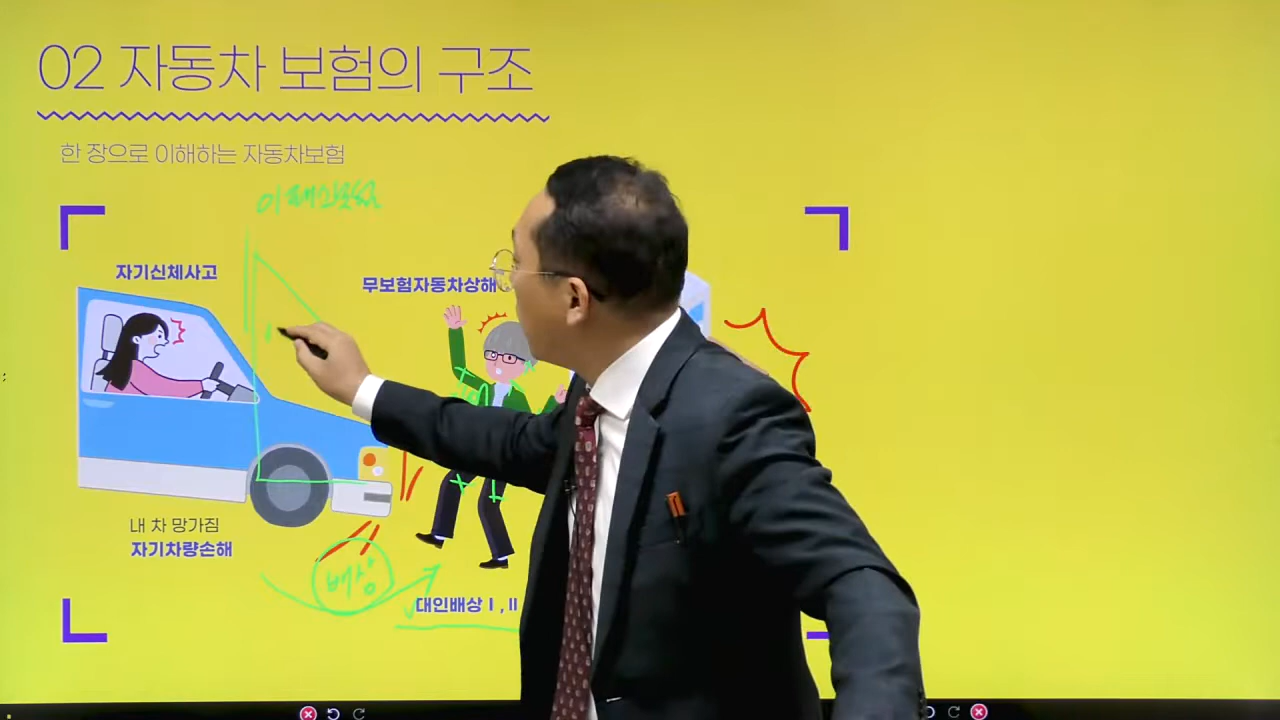 02 자동차 보험의 구조
한 장으로 이해하는 자동차보험
자기신체사고
무보험자동차상해
내 차 망가짐
자기차량손해
배상
대인배상 Ⅰ, Ⅱ